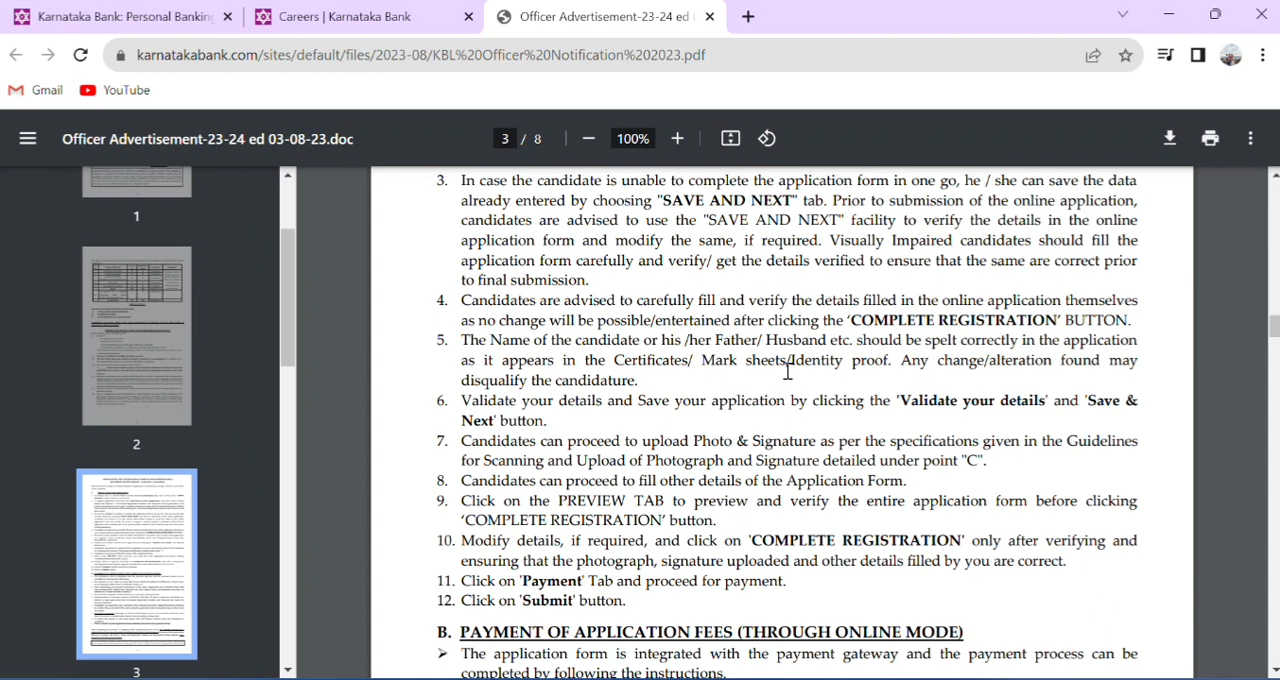 Karnataka Bank: Personal Banking
Careers | Karnataka Bank
Officer Advertisement-23-24 ed
karnatakabank.com/sites/default/files/2023-08/KBL%20Officer%20Notification%202023.pdf
Gmail
YouTube
Officer Advertisement-23-24 ed 03-08-23.doc
3 / 8
100%
1
2
3
3. In case the candidate is unable to complete the application form in one go, he / she can save the data
already entered by choosing "SAVE AND NEXT" tab. Prior to submission of the online application,
candidates are advised to use the "SAVE AND NEXT" facility to verify the details in the online
application form and modify the same, if required. Visually Impaired candidates should fill the
application form carefully and verify/ get the details verified to ensure that the same are correct prior
to final submission.
4. Candidates are advised to carefully fill and verify the details filled in the online application themselves
as no change will be possible/entertained after clicking ‘COMPLETE REGISTRATION’ BUTTON.
5. The Name of the candidate or his /her Father/ Husband etc. should be spelt correctly in the application
as it appears in the Certificates/ Mark sheets/Identity proof. Any change/alteration found may
disqualify the candidature.
6. Validate your details and Save your application by clicking the 'Validate your details' and 'Save &
Next' button.
7. Candidates can proceed to upload Photo & Signature as per the specifications given in the Guidelines
for Scanning and Upload of Photograph and Signature detailed under point "C".
8. Candidates can proceed to fill other details of the Application Form.
9. Click on the 'Preview' TAB to preview and verify the entire application form before clicking
‘COMPLETE REGISTRATION’ button.
10. Modify details, if required, and click on 'COMPLETE REGISTRATION' only after verifying and
ensuring that the photograph, signature uploaded and other details filled by you are correct.
11. Click on 'Payment' Tab and proceed for payment.
12. Click on 'Submit' button.
B. PAYMENT OF APPLICATION FEES (THROUGH ONLINE MODE)
➢ The application form is integrated with the payment gateway and the payment process can be
completed by following the instructions.